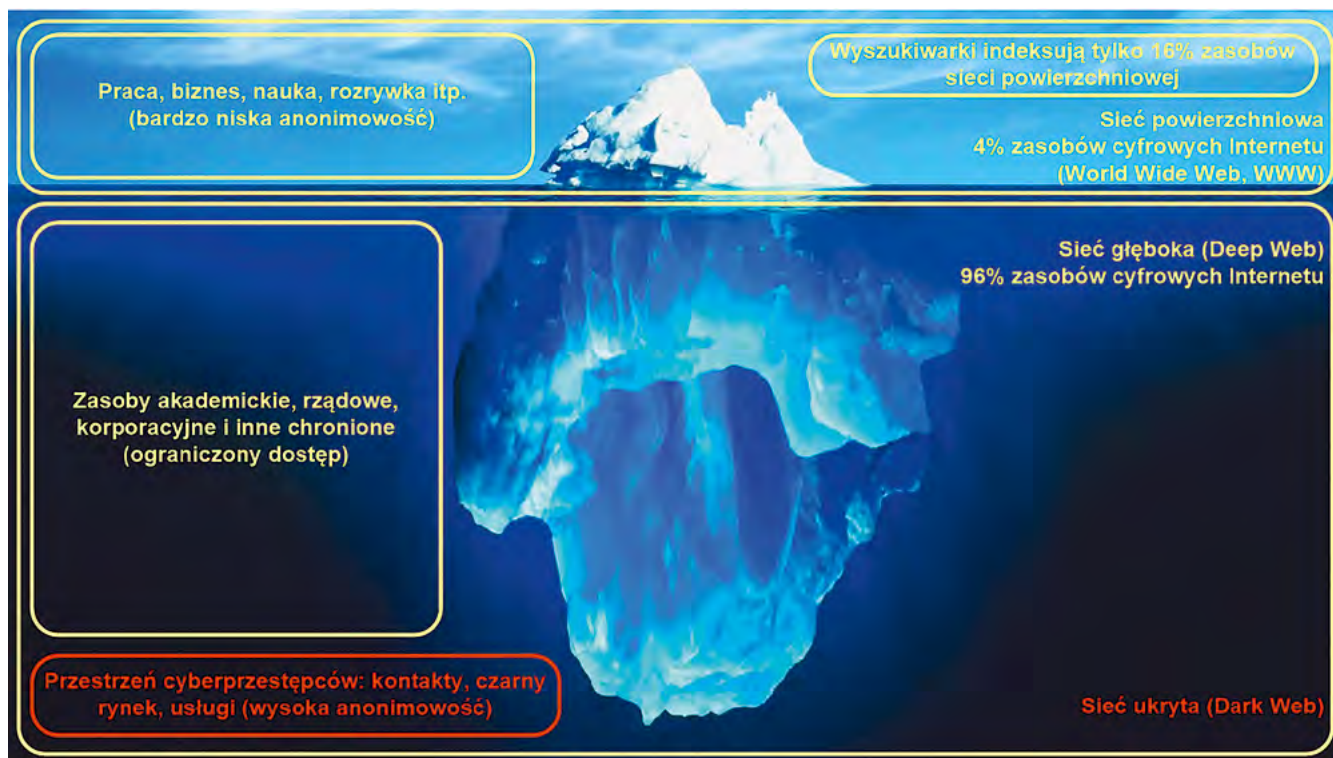 Praca, biznes, nauka, rozrywka itp.
(bardzo niska anonimowość)
Wyszukiwarki indeksują tylko 16% zasobów
sieci powierzchniowej
Sieć powierzchniowa
4% zasobów cyfrowych Internetu
(World Wide Web, WWW)
Sieć głęboka (Deep Web)
96% zasobów cyfrowych Internetu
Zasoby akademickie, rządowe,
korporacyjne i inne chronione
(ograniczony dostęp)
Przestrzeń cyberprzestępców: kontakty, czarny
rynek, usługi (wysoka anonimowość)
Sieć ukryta (Dark Web)